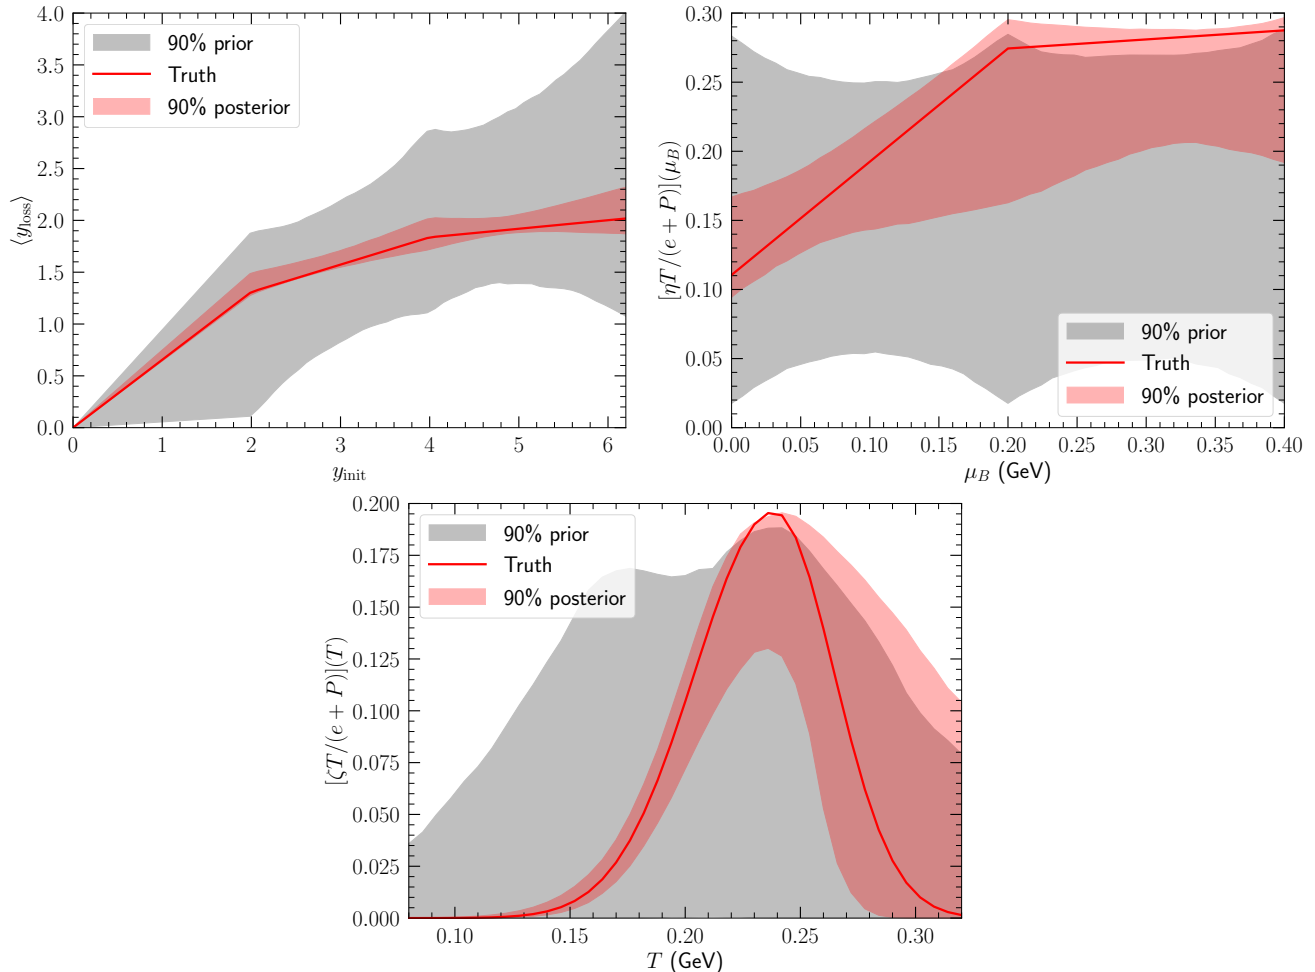 4.0
3.5
3.0
2.5
2.0
1.5
1.0
0.5
0.0
⟨y_loss⟩
90% prior
Truth
90% posterior
0 1 2 3 4 5 6
y_init
0.30
0.25
0.20
0.15
0.10
0.05
0.00
[ηT/(e + P)](μ_B)
90% prior
Truth
90% posterior
0.00 0.05 0.10 0.15 0.20 0.25 0.30 0.35 0.40
μ_B (GeV)
0.200
0.175
0.150
0.125
0.100
0.075
0.050
0.025
0.000
[ζT/(e + P)](T)
90% prior
Truth
90% posterior
0.10 0.15 0.20 0.25 0.30
T (GeV)